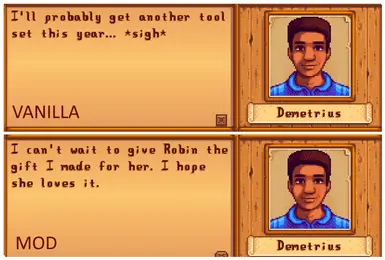 I'll probably get another tool
set this year... *sigh*
VANILLA
Demetrius
I can't wait to give Robin the
gift I made for her. I hope
she loves it.
MOD
Demetrius